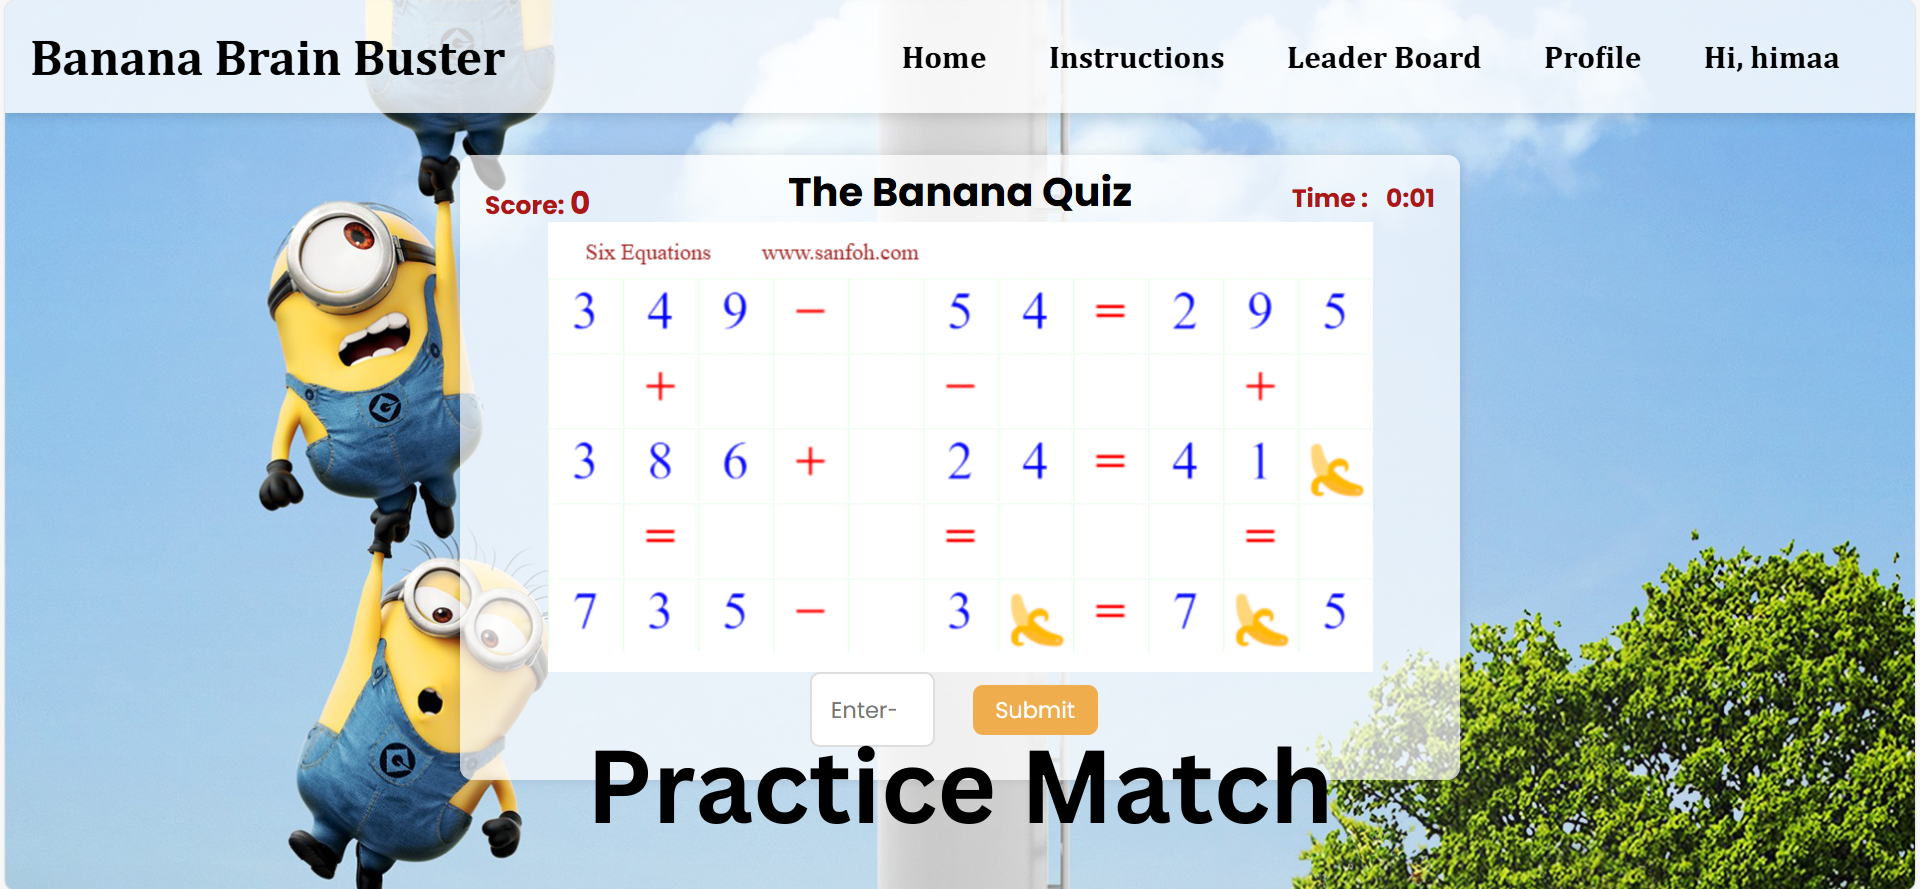 Banana Brain Buster Home Instructions Leader Board Profile Hi, himaa
Score: 0 The Banana Quiz Time : 0:01
Six Equations www.sanfoh.com
3 4 9 − 5 4 = 2 9 5
+ − +
3 8 6 + 2 4 = 4 1
= = =
7 3 5 − 3 = 7 5
Enter- Submit
Practice Match